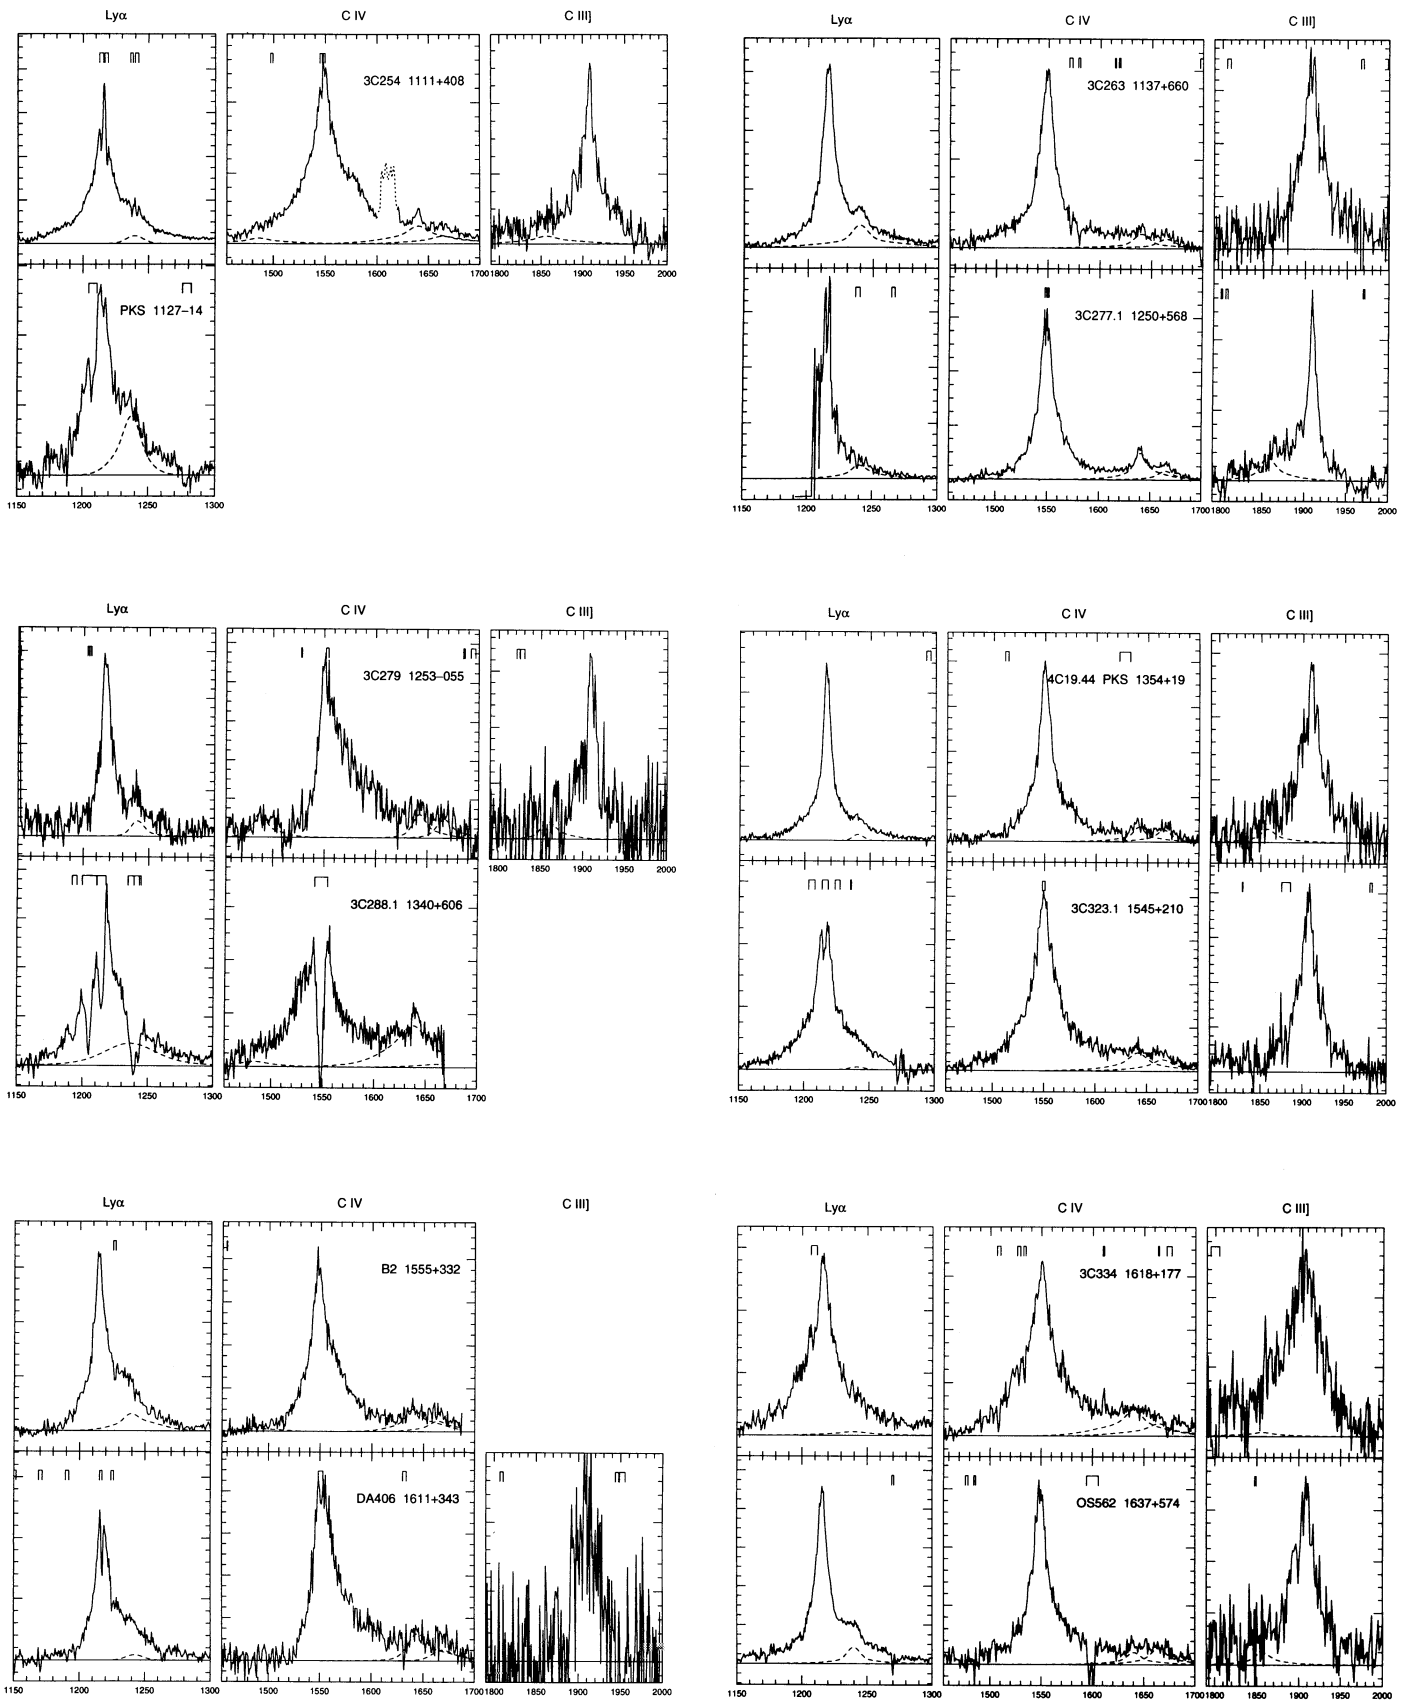 Lyα C IV C III]
3C254 1111+408
1500 1550 1600 1650 1700 1800 1850 1900 1950 2000
PKS 1127–14
1150 1200 1250 1300
Lyα C IV C III]
3C263 1137+660
3C277.1 1250+568
1150 1200 1250 1300 1500 1550 1600 1650 1700 1800 1850 1900 1950 2000
Lyα C IV C III]
3C279 1253–055
1800 1850 1900 1950 2000
3C288.1 1340+606
1150 1200 1250 1300 1500 1550 1600 1650 1700
Lyα C IV C III]
4C19.44 PKS 1354+19
3C323.1 1545+210
1150 1200 1250 1300 1500 1550 1600 1650 1700 1800 1850 1900 1950 2000
Lyα C IV C III]
B2 1555+332
DA406 1611+343
1150 1200 1250 1300 1500 1550 1600 1650 1700 1800 1850 1900 1950 2000
Lyα C IV C III]
3C334 1618+177
OS562 1637+574
1150 1200 1250 1300 1500 1550 1600 1650 1700 1800 1850 1900 1950 2000